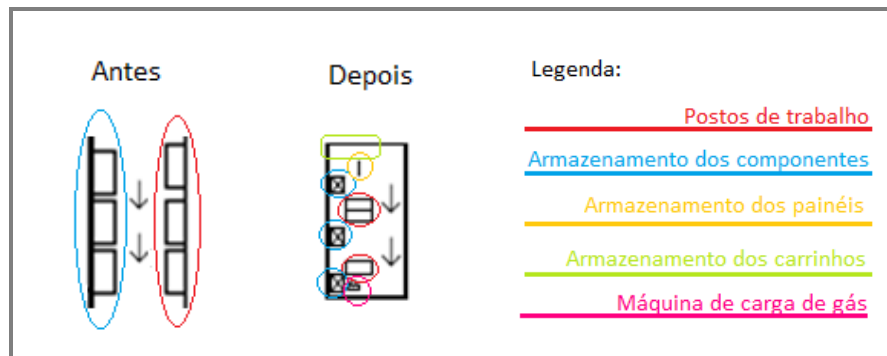 Antes
Depois
Legenda:
Postos de trabalho
Armazenamento dos componentes
Armazenamento dos painéis
Armazenamento dos carrinhos
Máquina de carga de gás